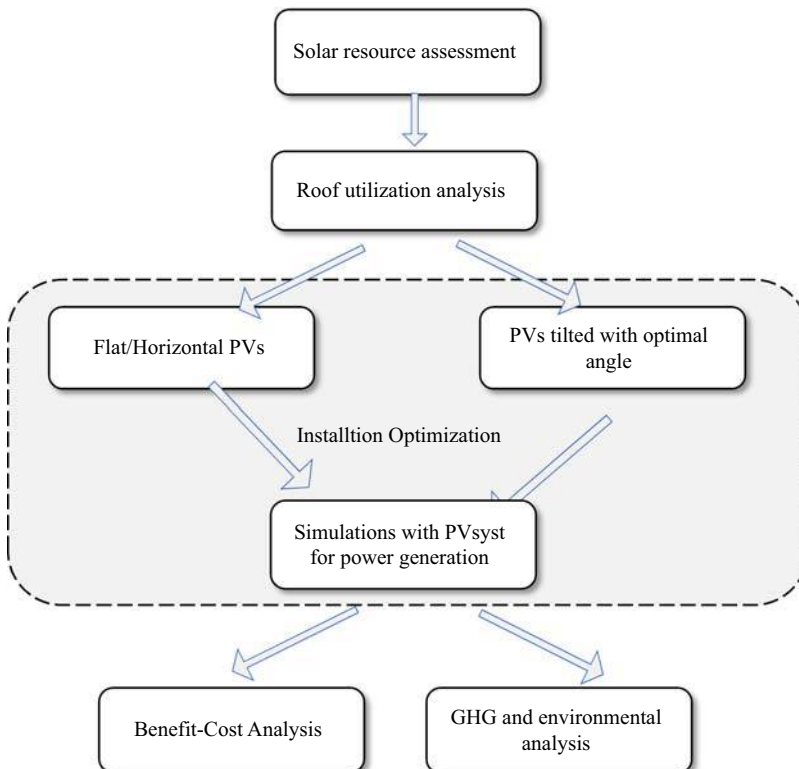 Solar resource assessment
Roof utilization analysis
Flat/Horizontal PVs
PVs tilted with optimal
angle
Installtion Optimization
Simulations with PVsyst
for power generation
Benefit-Cost Analysis
GHG and environmental
analysis